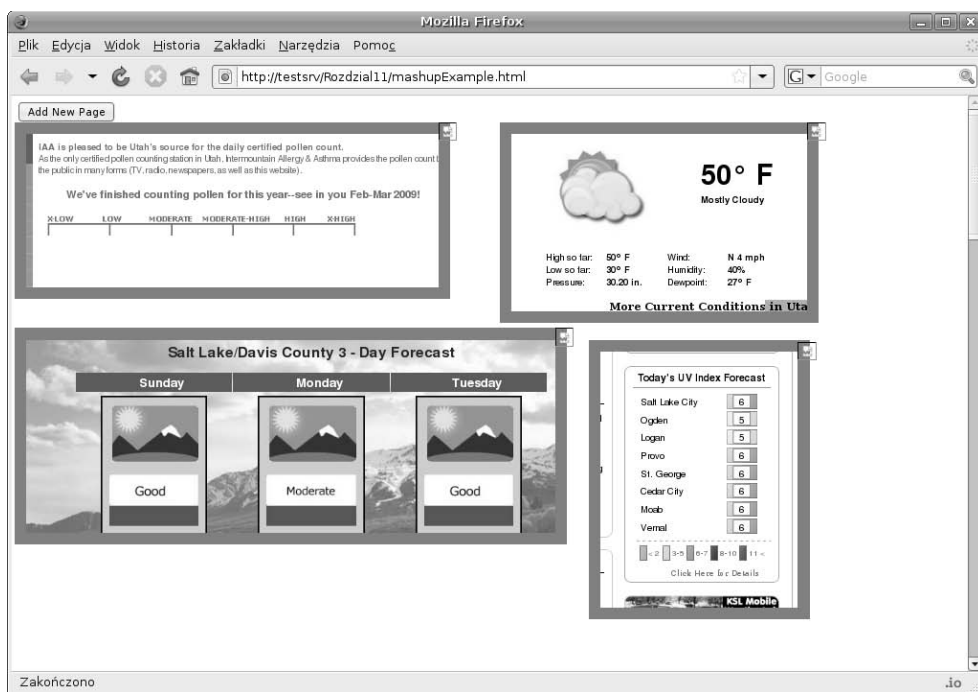 Mozilla Firefox
Plik Edycja Widok Historia Zakładki Narzędzia Pomoc
http://testsrv/Rozdzial11/mashupExample.html
G Google
Add New Page
IAA is pleased to be Utah's source for the daily certified pollen count.
As the only certified pollen counting station in Utah, Intermountain Allergy & Asthma provides the pollen count t
the public in many forms (TV, radio, newspapers, as well as this website).
We've finished counting pollen for this year--see in you Feb-Mar 2009!
X-LOW LOW MODERATE MODERATE-HIGH HIGH X-HIGH
50° F
Mostly Cloudy
High so far: 50° F Wind: N 4 mph
Low so far: 30° F Humidity: 40%
Pressure: 30.20 in. Dewpoint: 27° F
More Current Conditions in Uta
Salt Lake/Davis County 3 - Day Forecast
Sunday Monday Tuesday
Good Moderate Good
Today's UV Index Forecast
Salt Lake City 6
Ogden 5
Logan 5
Provo 6
St. George 6
Cedar City 6
Moab 6
Vernal 6
< 2 3-5 6-7 8-10 11 <
Click Here for Details
KSL Mobile
Zakończono
.io